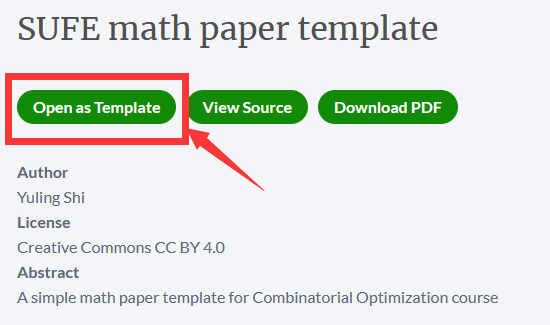 SUFE math paper template
Open as Template View Source Download PDF
Author
Yuling Shi
License
Creative Commons CC BY 4.0
Abstract
A simple math paper template for Combinatorial Optimization course